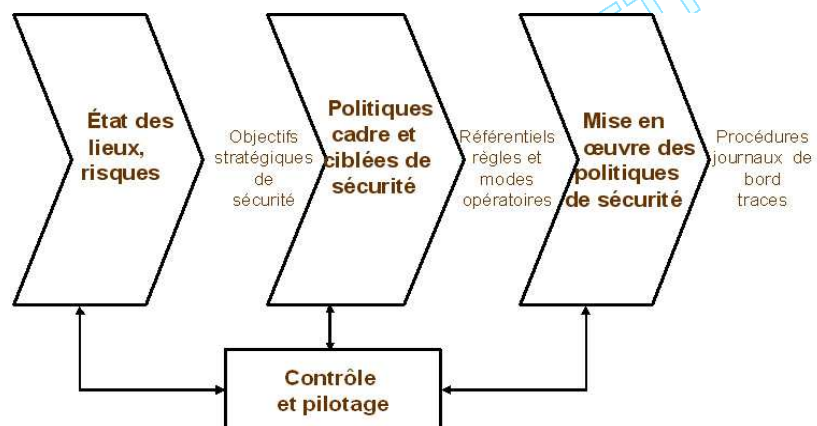 État des
lieux,
risques
Objectifs
stratégiques
de
sécurité
Politiques
cadre et
ciblées de
sécurité
Référentiels
règles et
modes
opératoires
Mise en
œuvre des
politiques
de sécurité
Procédures
journaux de
bord
traces
Contrôle
et pilotage